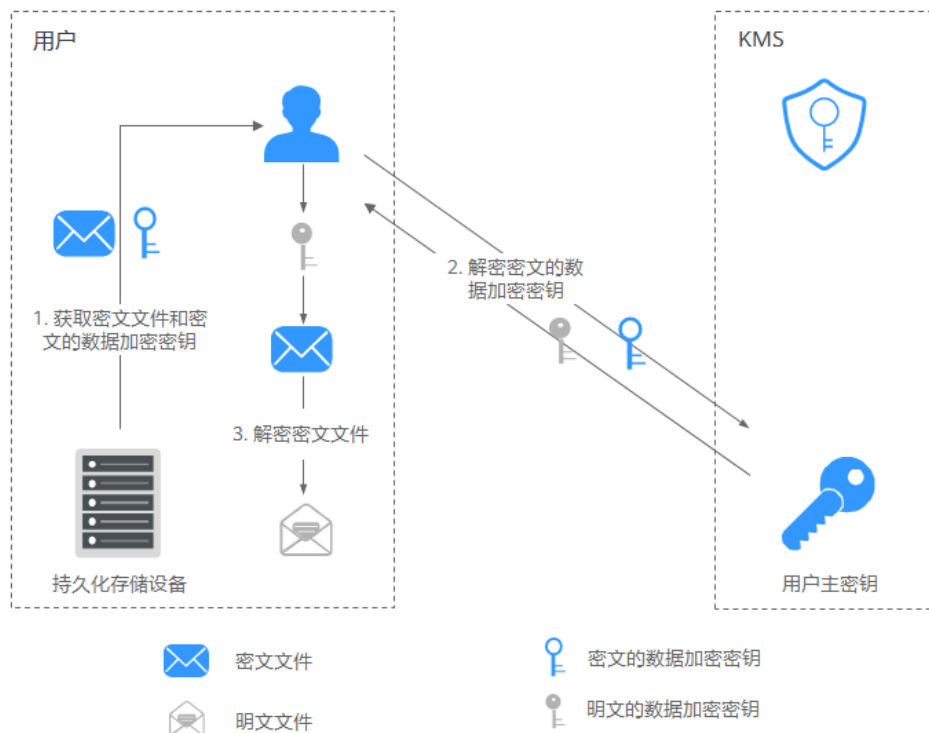 用户
KMS
2. 解密密文的数
据加密密钥
1. 获取密文文件和密
文的数据加密密钥
3. 解密密文文件
持久化存储设备
用户主密钥
密文文件
密文的数据加密密钥
明文文件
明文的数据加密密钥